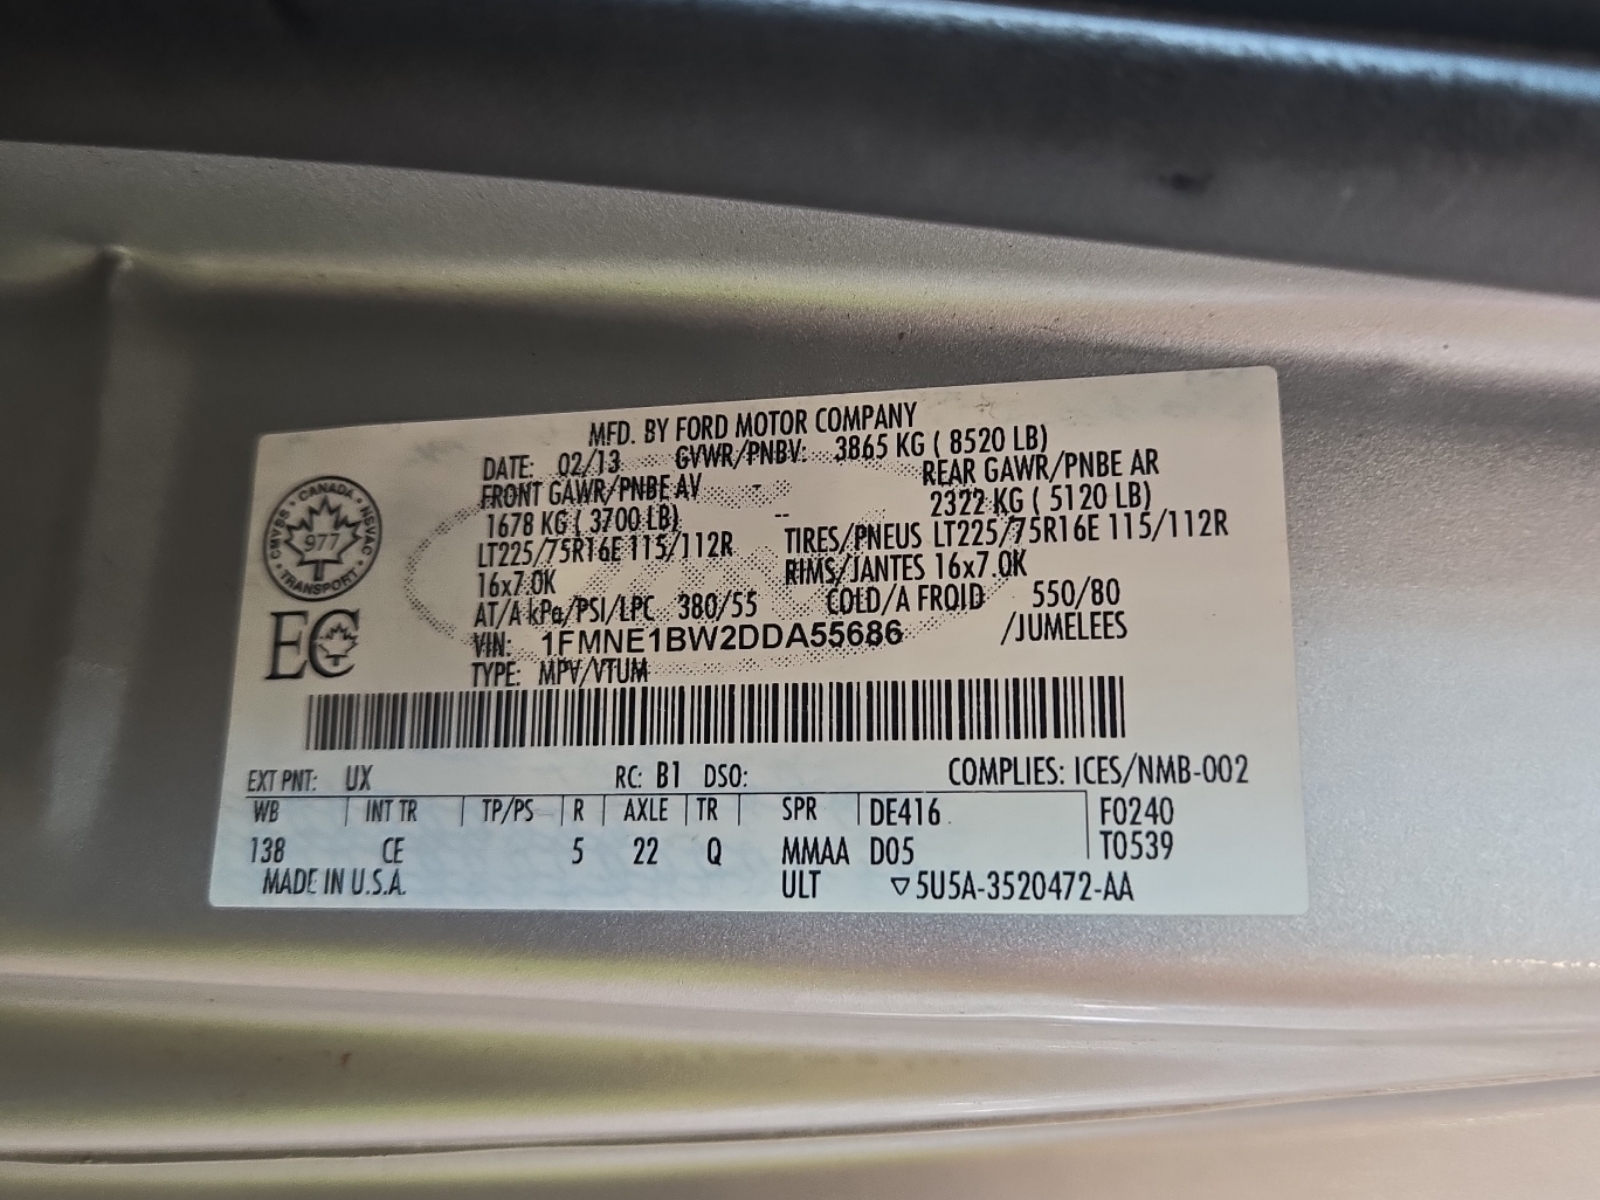 MFD. BY FORD MOTOR COMPANY
DATE: 02/13 GVWR/PNBV: 3865 KG ( 8520 LB)
FRONT GAWR/PNBE AV - REAR GAWR/PNBE AR
1678 KG ( 3700 LB) -- 2322 KG ( 5120 LB)
LT225/75R16E 115/112R TIRES/PNEUS LT225/75R16E 115/112R
16x7.0K RIMS/JANTES 16x7.0K
AT/A kPa/PSI/LPC 380/55 COLD/A FROID 550/80
VIN: 1FMNE1BW2DDA55686 /JUMELEES
TYPE: MPV/VTUM
CANADA
CMVSS NSVAC
977
TRANSPORT
EC
EXT PNT: UX RC: B1 DSO: COMPLIES: ICES/NMB-002
WB INT TR TP/PS R AXLE TR SPR DE416 F0240
138 CE 5 22 Q MMAA D05 T0539
MADE IN U.S.A. ULT ▽5U5A-3520472-AA